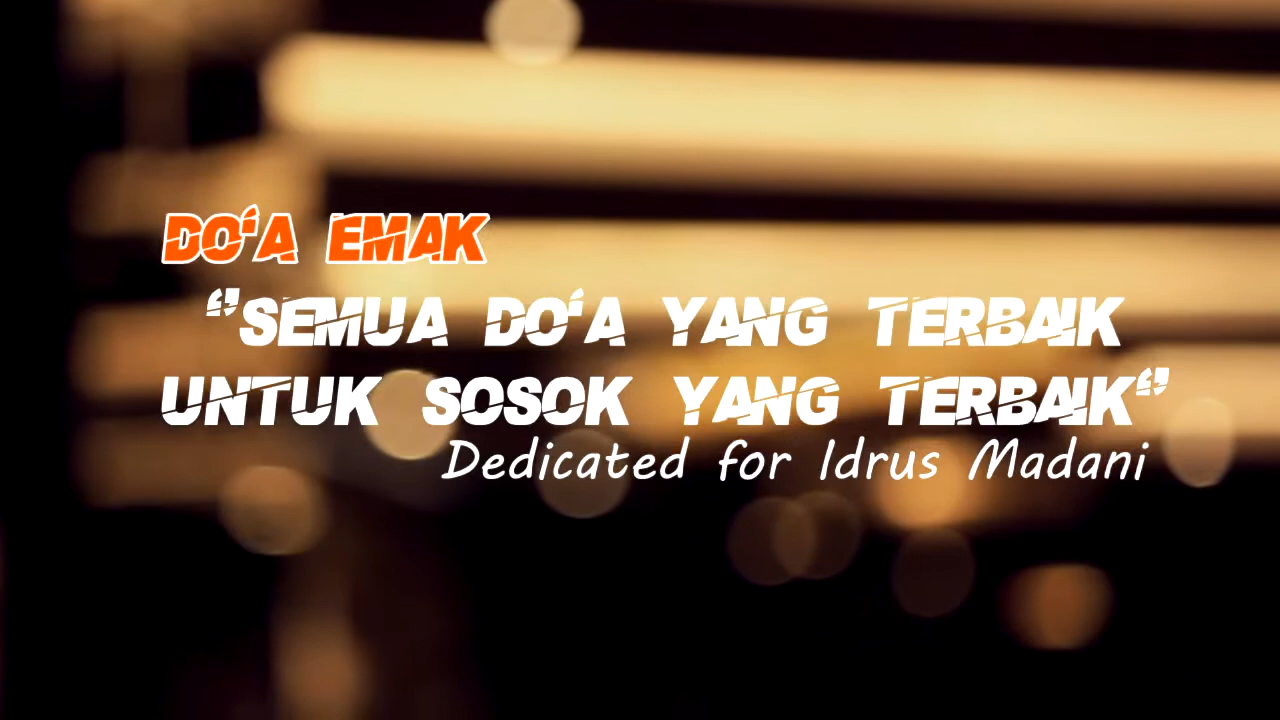 DO‘A EMAK
“SEMUA DO‘A YANG TERBAIK
UNTUK SOSOK YANG TERBAIK“
Dedicated for Idrus Madani